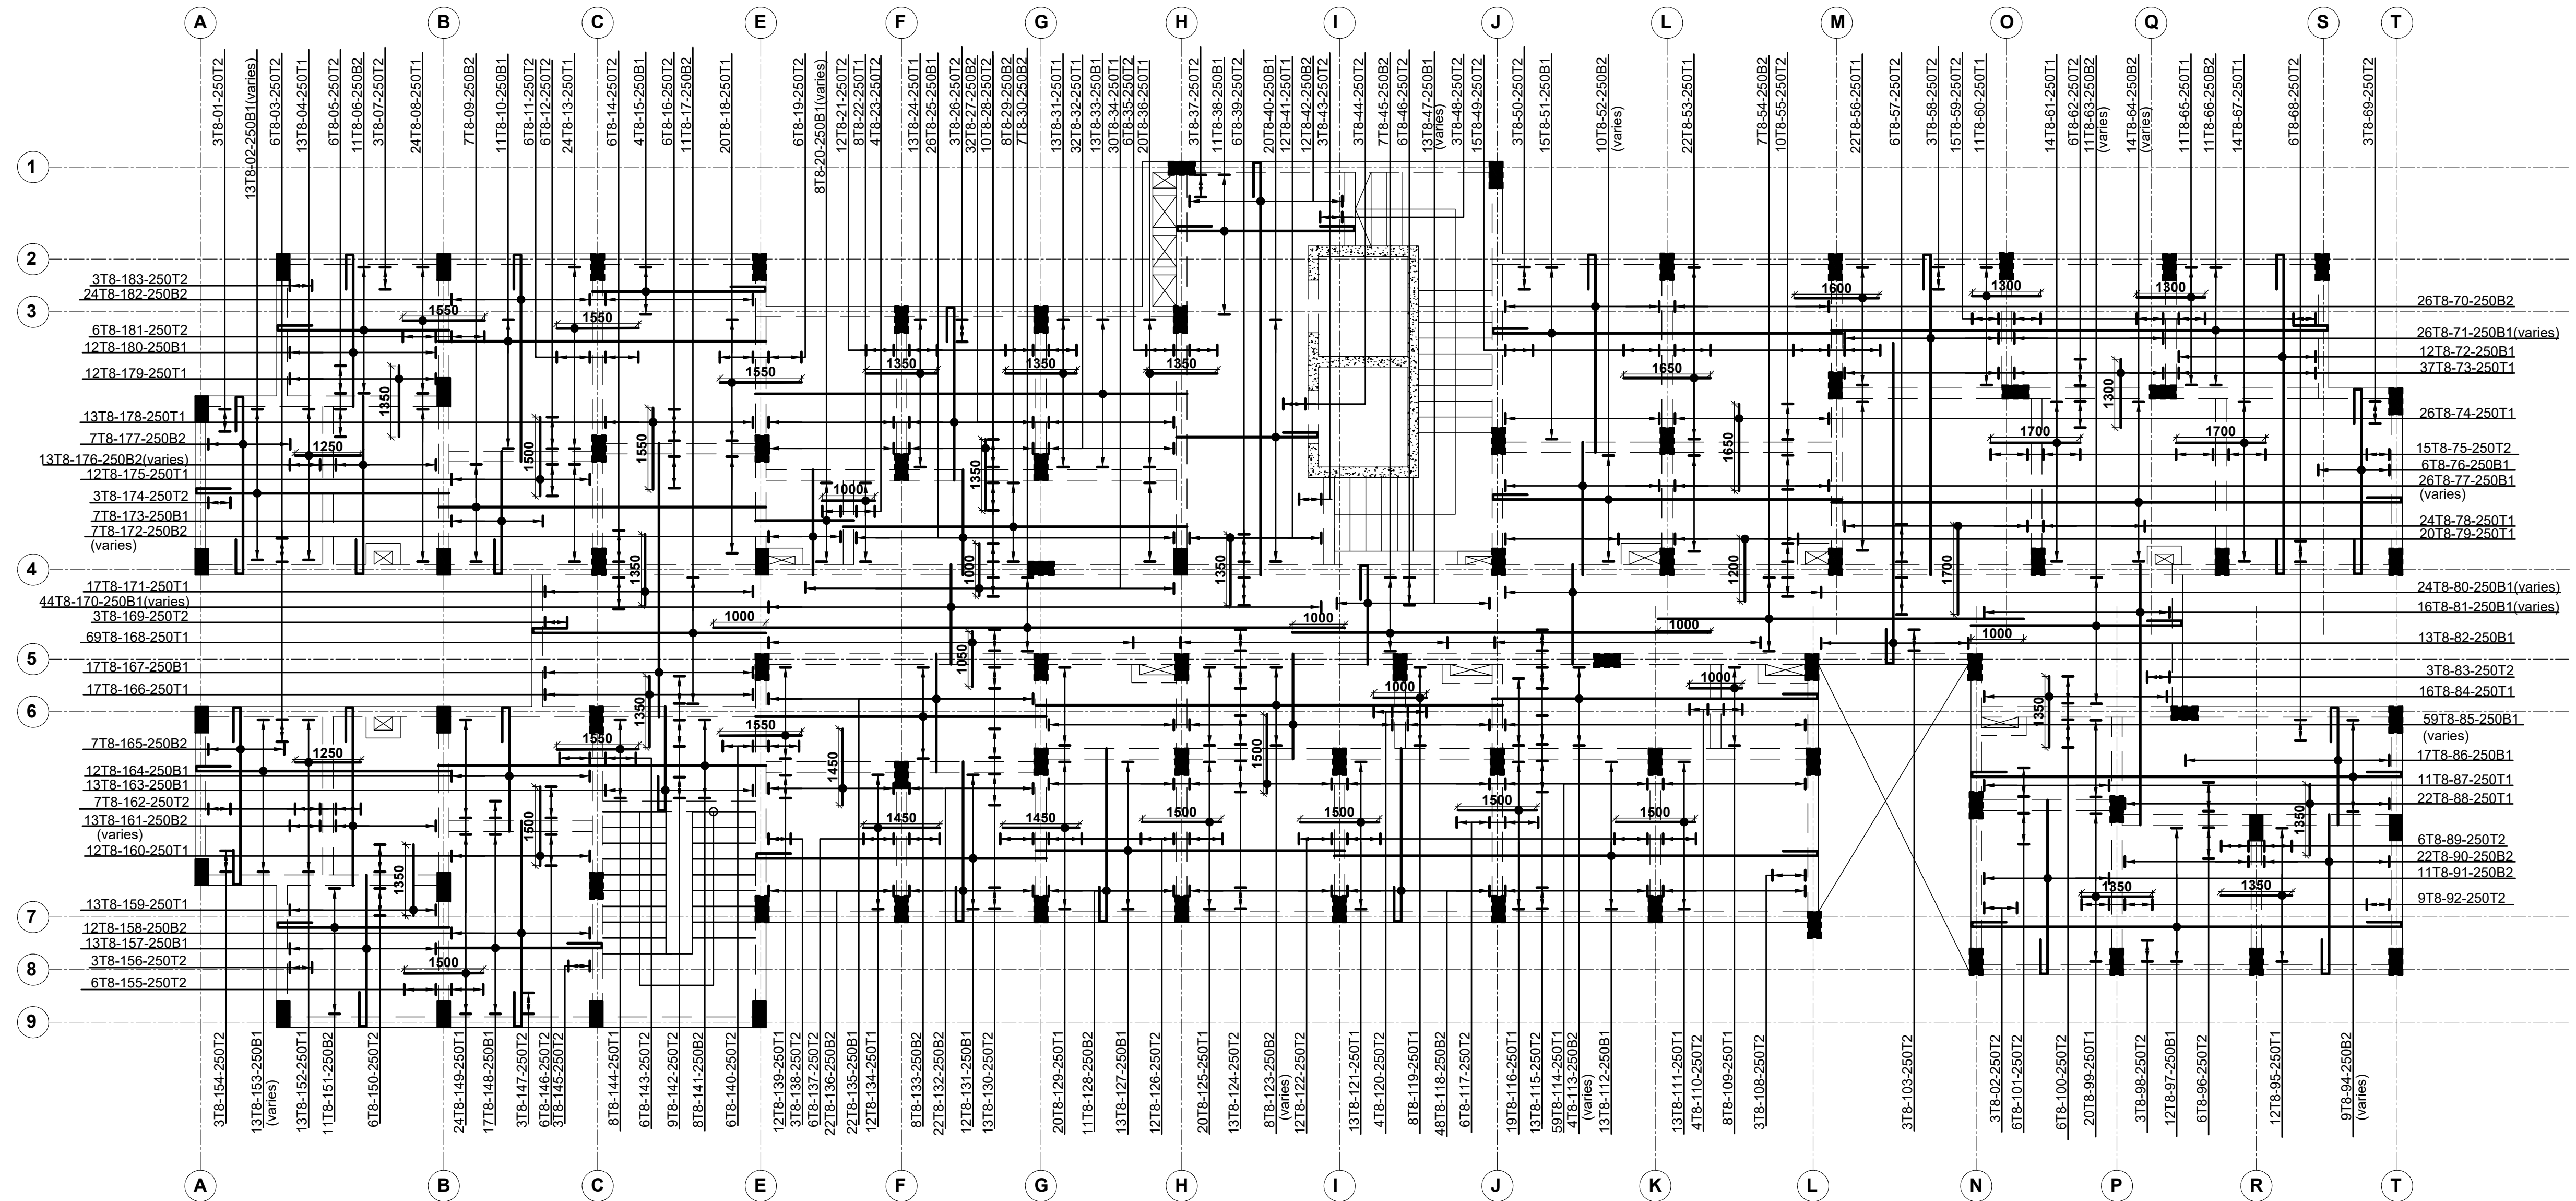 A
B
C
E
F
G
H
I
J
L
M
O
Q
S
T
3T8-01-250T2
13T8-02-250B1(varies)
6T8-03-250T2
13T8-04-250T1
6T8-05-250T2
11T8-06-250B2
3T8-07-250T2
24T8-08-250T1
7T8-09-250B2
11T8-10-250B1
6T8-11-250T2
6T8-12-250T2
24T8-13-250T1
6T8-14-250T2
4T8-15-250B1
6T8-16-250T2
11T8-17-250B2
20T8-18-250T1
6T8-19-250T2
8T8-20-250B1(varies)
12T8-21-250T2
8T8-22-250T1
4T8-23-250T2
13T8-24-250T1
26T8-25-250B1
3T8-26-250T2
32T8-27-250B2
10T8-28-250T2
8T8-29-250B2
7T8-30-250B2
13T8-31-250T1
32T8-32-250T1
13T8-33-250B1
30T8-34-250T1
6T8-35-250T2
20T8-36-250T1
3T8-37-250T2
11T8-38-250B1
6T8-39-250T2
20T8-40-250B1
12T8-41-250T1
12T8-42-250B2
3T8-43-250T2
3T8-44-250T2
7T8-45-250B2
6T8-46-250T2
13T8-47-250B1
(varies)
3T8-48-250T2
15T8-49-250T2
3T8-50-250T2
15T8-51-250B1
10T8-52-250B2
(varies)
22T8-53-250T1
7T8-54-250B2
10T8-55-250T2
22T8-56-250T1
6T8-57-250T2
3T8-58-250T2
15T8-59-250T2
11T8-60-250T1
14T8-61-250T1
6T8-62-250T2
11T8-63-250B2
(varies)
14T8-64-250B2
(varies)
11T8-65-250T1
11T8-66-250B2
14T8-67-250T1
6T8-68-250T2
3T8-69-250T2
1
2
3
4
5
6
7
8
9
3T8-183-250T2
24T8-182-250B2
6T8-181-250T2
12T8-180-250B1
12T8-179-250T1
13T8-178-250T1
7T8-177-250B2
13T8-176-250B2(varies)
12T8-175-250T1
3T8-174-250T2
7T8-173-250B1
7T8-172-250B2
(varies)
17T8-171-250T1
44T8-170-250B1(varies)
3T8-169-250T2
69T8-168-250T1
17T8-167-250B1
17T8-166-250T1
7T8-165-250B2
12T8-164-250B1
13T8-163-250B1
7T8-162-250T2
13T8-161-250B2
(varies)
12T8-160-250T1
13T8-159-250T1
12T8-158-250B2
13T8-157-250B1
3T8-156-250T2
6T8-155-250T2
1550
1550
1550
1350
1250
1500
1550
1350
1350
1350
1350
1350
1000
1000
1350
1350
1650
1650
1600
1300
1300
1300
1700
1700
1200
1700
1000
1050
1000
1000
1350
1000
1000
1350
1550
1550
1250
1450
1500
1500
1350
1450
1450
1500
1500
1500
1500
1350
1350
1350
1500
26T8-70-250B2
26T8-71-250B1(varies)
12T8-72-250B1
37T8-73-250T1
26T8-74-250T1
15T8-75-250T2
6T8-76-250B1
26T8-77-250B1
(varies)
24T8-78-250T1
20T8-79-250T1
24T8-80-250B1(varies)
16T8-81-250B1(varies)
13T8-82-250B1
3T8-83-250T2
16T8-84-250T1
59T8-85-250B1
(varies)
17T8-86-250B1
11T8-87-250T1
22T8-88-250T1
6T8-89-250T2
22T8-90-250B2
11T8-91-250B2
9T8-92-250T2
3T8-154-250T2
13T8-153-250B1
(varies)
13T8-152-250T1
11T8-151-250B2
6T8-150-250T2
24T8-149-250T1
17T8-148-250B1
3T8-147-250T2
6T8-146-250T2
3T8-145-250T2
8T8-144-250T1
6T8-143-250T2
9T8-142-250T2
8T8-141-250B2
6T8-140-250T2
12T8-139-250T1
3T8-138-250T2
6T8-137-250T2
22T8-136-250B2
22T8-135-250B1
12T8-134-250T1
8T8-133-250B2
22T8-132-250B2
12T8-131-250B1
13T8-130-250T2
20T8-129-250T1
11T8-128-250B2
13T8-127-250B1
12T8-126-250T2
20T8-125-250T1
13T8-124-250T2
8T8-123-250B2
(varies)
12T8-122-250T2
13T8-121-250T1
4T8-120-250T2
8T8-119-250T1
48T8-118-250B2
6T8-117-250T2
19T8-116-250T1
13T8-115-250T2
59T8-114-250T1
4T8-113-250B2
(varies)
13T8-112-250B1
13T8-111-250T1
4T8-110-250T2
8T8-109-250T1
3T8-108-250T2
3T8-103-250T2
3T8-02-250T2
6T8-101-250T2
6T8-100-250T2
20T8-99-250T1
3T8-98-250T2
12T8-97-250B1
6T8-96-250T2
12T8-95-250T1
9T8-94-250B2
(varies)
A
B
C
E
F
G
H
I
J
K
L
N
P
R
T